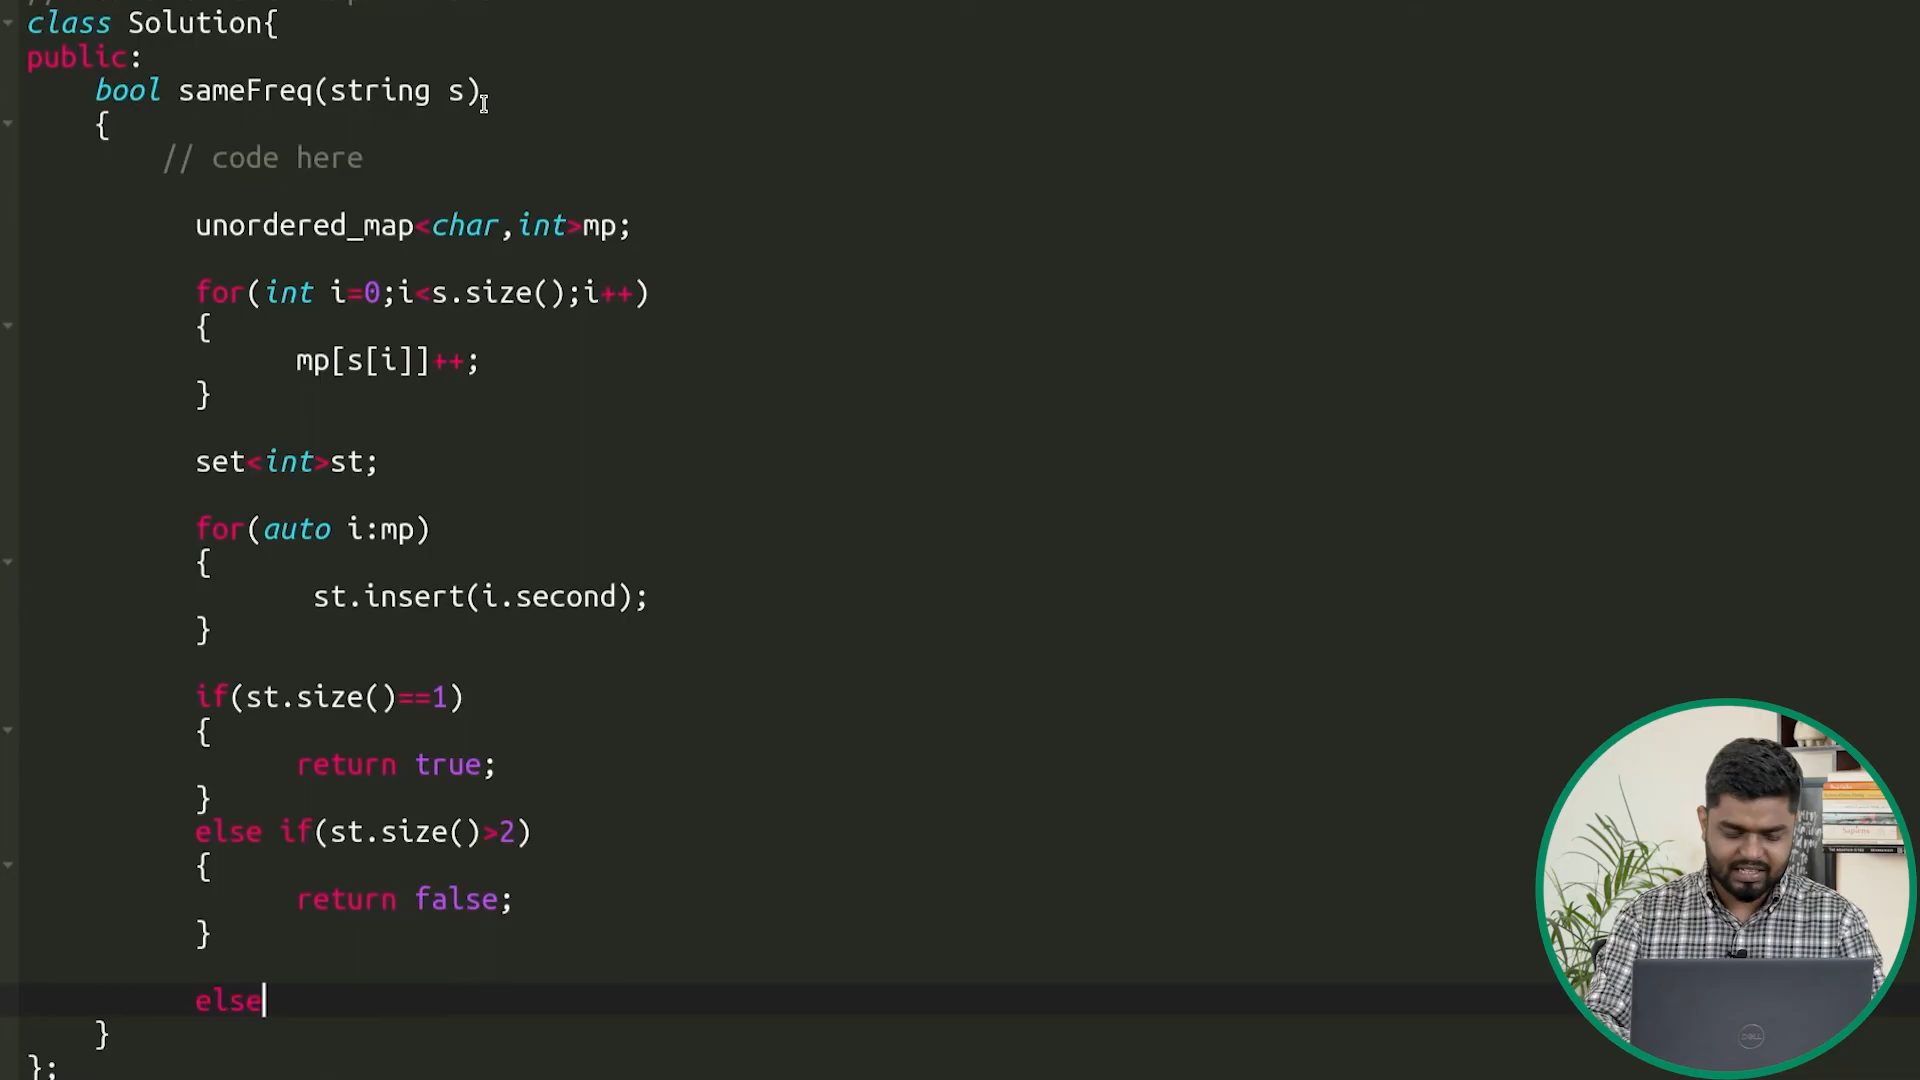 class Solution{
public:
bool sameFreq(string s)
{
// code here
unordered_map<char,int>mp;
for(int i=0;i<s.size();i++)
{
mp[s[i]]++;
}
set<int>st;
for(auto i:mp)
{
st.insert(i.second);
}
if(st.size()==1)
{
return true;
}
else if(st.size()>2)
{
return false;
}
else
}
};
Sapiens
DELL